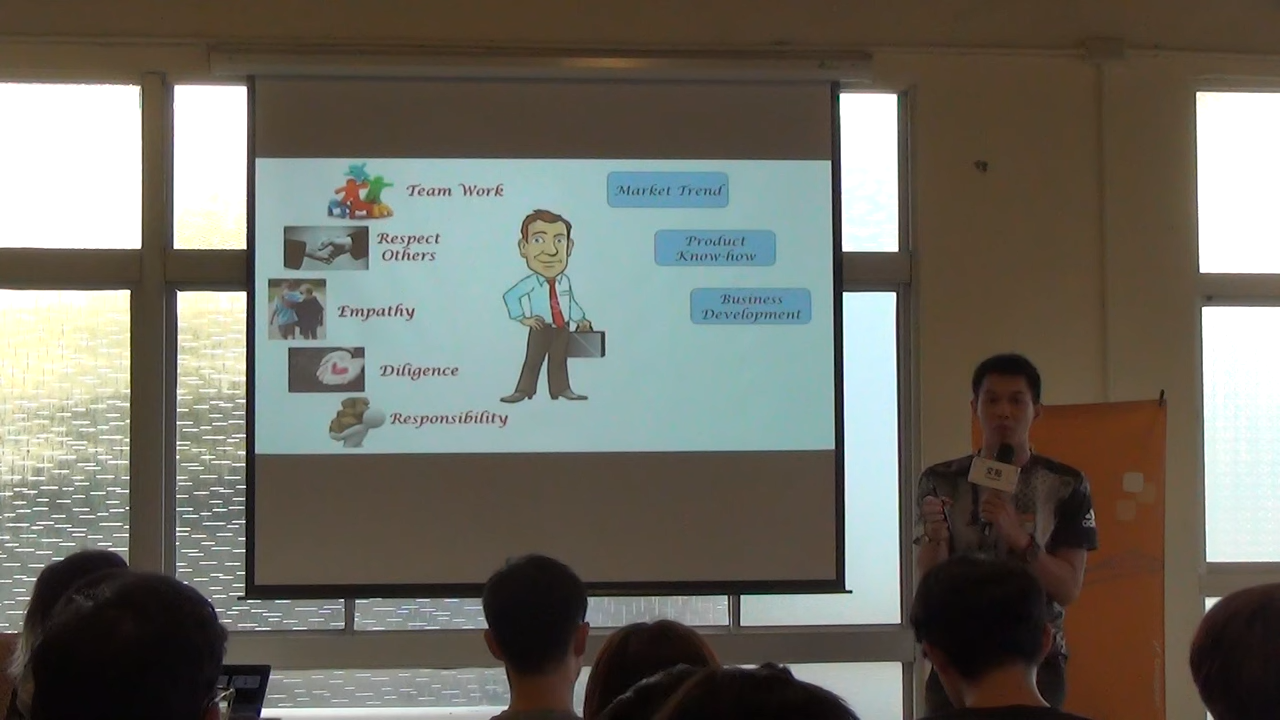 Team Work
Respect
Others
Empathy
Diligence
Responsibility
Market Trend
Product
Know-how
Business
Development